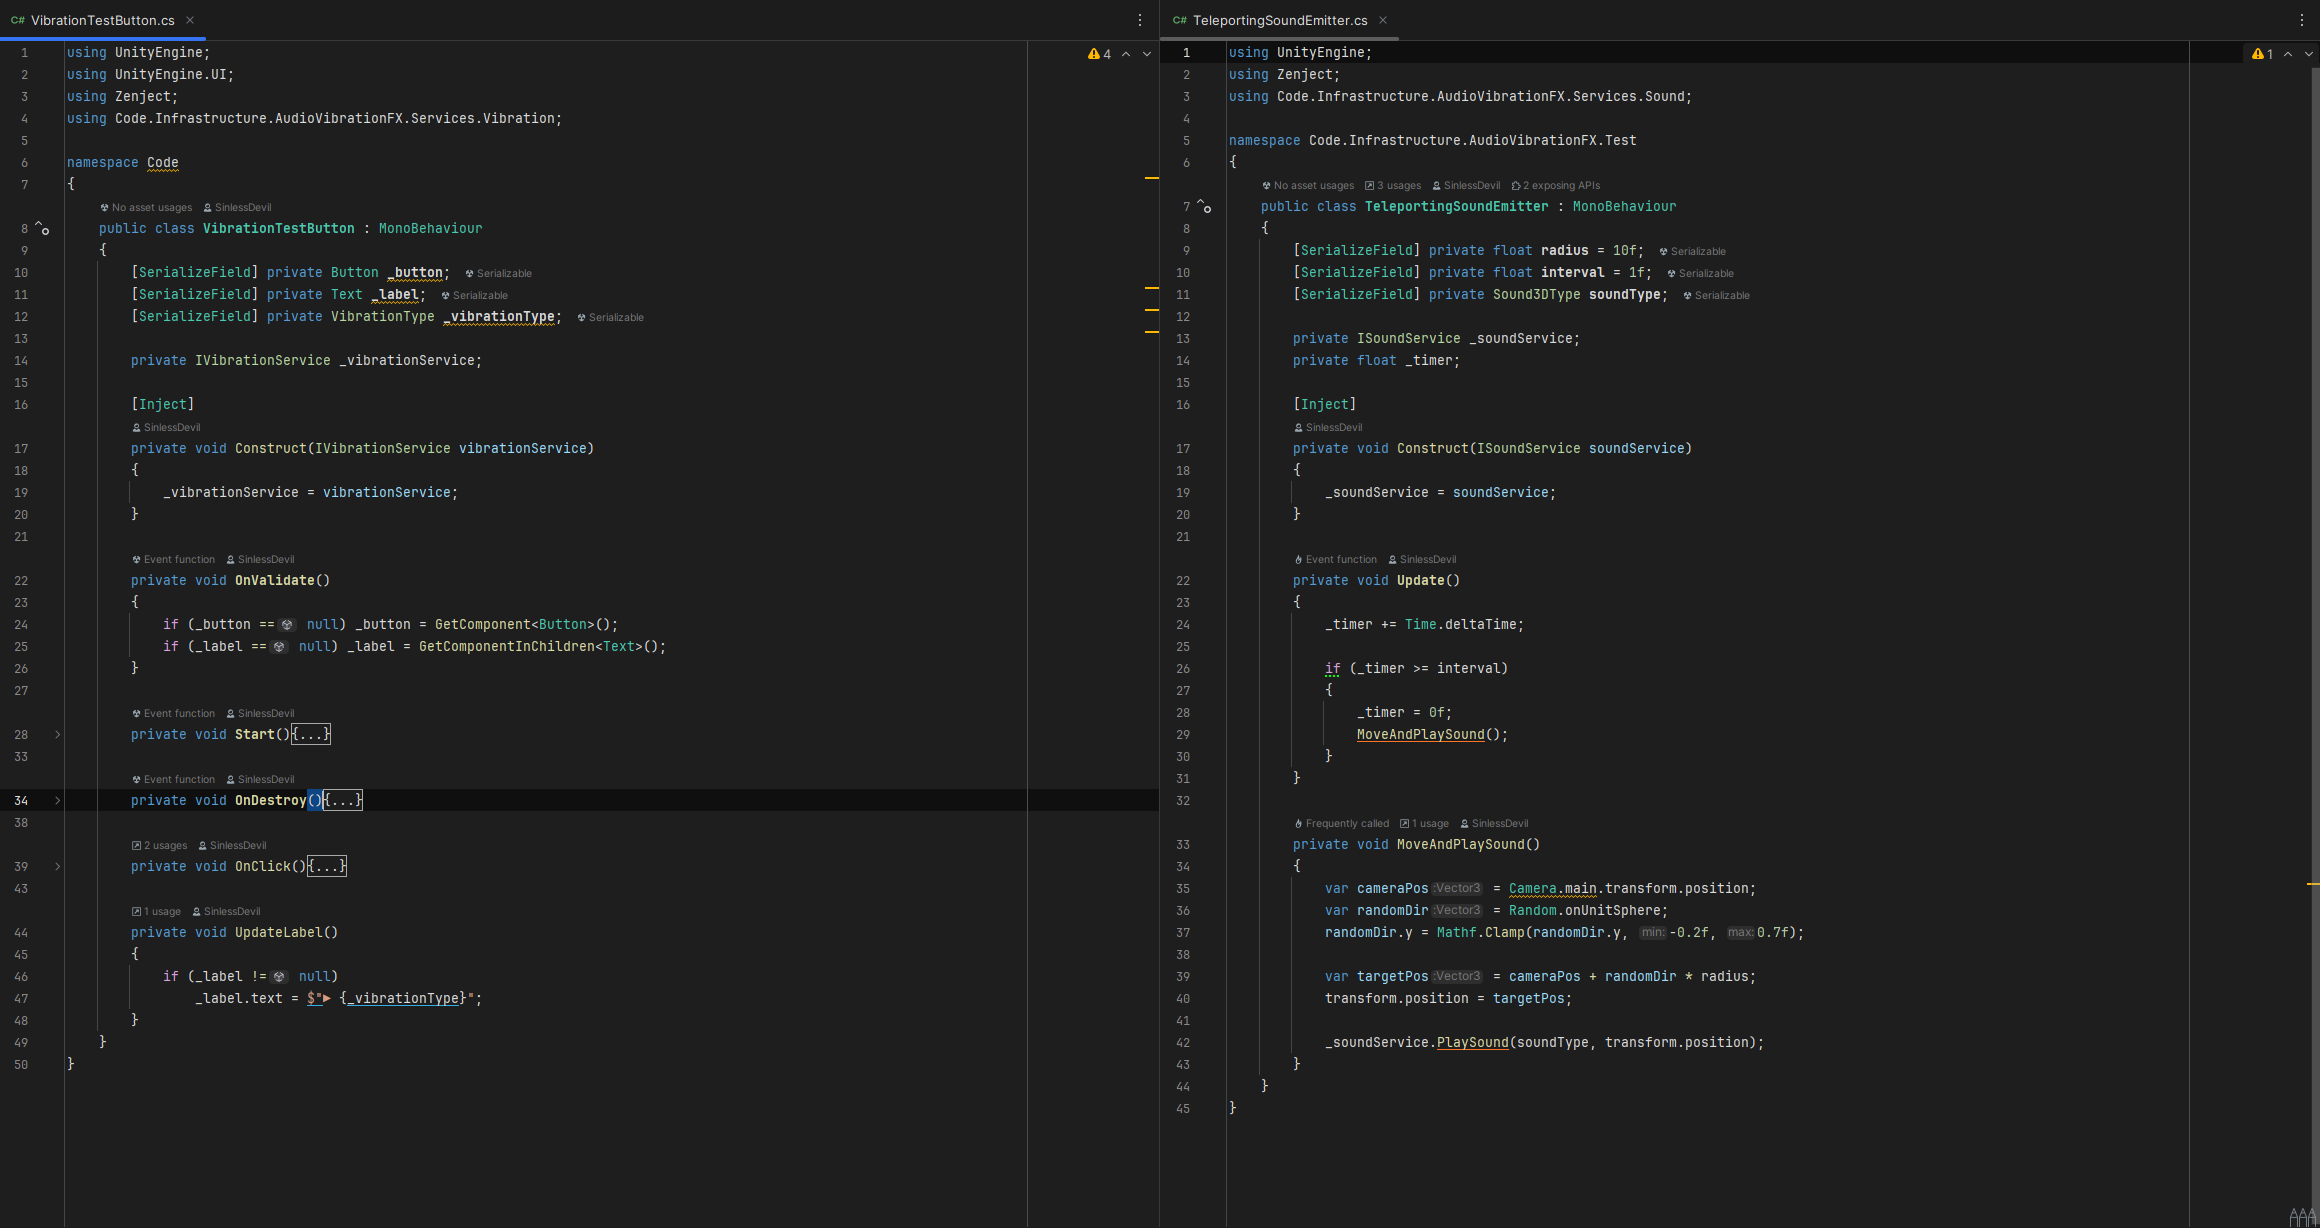 C# VibrationTestButton.cs ×
4
1 using UnityEngine;
2 using UnityEngine.UI;
3 using Zenject;
4 using Code.Infrastructure.AudioVibrationFX.Services.Vibration;
5
6 namespace Code
7 {
No asset usages SinlessDevil
8 public class VibrationTestButton : MonoBehaviour
9 {
10 [SerializeField] private Button _button; Serializable
11 [SerializeField] private Text _label; Serializable
12 [SerializeField] private VibrationType _vibrationType; Serializable
13
14 private IVibrationService _vibrationService;
15
16 [Inject]
SinlessDevil
17 private void Construct(IVibrationService vibrationService)
18 {
19 _vibrationService = vibrationService;
20 }
21
Event function SinlessDevil
22 private void OnValidate()
23 {
24 if (_button == null) _button = GetComponent<Button>();
25 if (_label == null) _label = GetComponentInChildren<Text>();
26 }
27
Event function SinlessDevil
28 private void Start(){...}
33
Event function SinlessDevil
34 private void OnDestroy(){...}
38
2 usages SinlessDevil
39 private void OnClick(){...}
43
1 usage SinlessDevil
44 private void UpdateLabel()
45 {
46 if (_label != null)
47 _label.text = $"▶ {_vibrationType}";
48 }
49 }
50 }
C# TeleportingSoundEmitter.cs ×
1
1 using UnityEngine;
2 using Zenject;
3 using Code.Infrastructure.AudioVibrationFX.Services.Sound;
4
5 namespace Code.Infrastructure.AudioVibrationFX.Test
6 {
No asset usages 3 usages SinlessDevil 2 exposing APIs
7 public class TeleportingSoundEmitter : MonoBehaviour
8 {
9 [SerializeField] private float radius = 10f; Serializable
10 [SerializeField] private float interval = 1f; Serializable
11 [SerializeField] private Sound3DType soundType; Serializable
12
13 private ISoundService _soundService;
14 private float _timer;
15
16 [Inject]
SinlessDevil
17 private void Construct(ISoundService soundService)
18 {
19 _soundService = soundService;
20 }
21
Event function SinlessDevil
22 private void Update()
23 {
24 _timer += Time.deltaTime;
25
26 if (_timer >= interval)
27 {
28 _timer = 0f;
29 MoveAndPlaySound();
30 }
31 }
32
Frequently called 1 usage SinlessDevil
33 private void MoveAndPlaySound()
34 {
35 var cameraPos :Vector3 = Camera.main.transform.position;
36 var randomDir :Vector3 = Random.onUnitSphere;
37 randomDir.y = Mathf.Clamp(randomDir.y, min: -0.2f, max: 0.7f);
38
39 var targetPos :Vector3 = cameraPos + randomDir * radius;
40 transform.position = targetPos;
41
42 _soundService.PlaySound(soundType, transform.position);
43 }
44 }
45 }